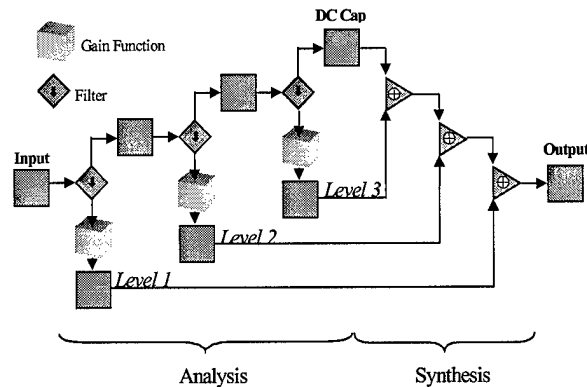 DC Cap
Gain Function
Filter
Input
Output
Level 3
Level 2
Level 1
Analysis
Synthesis